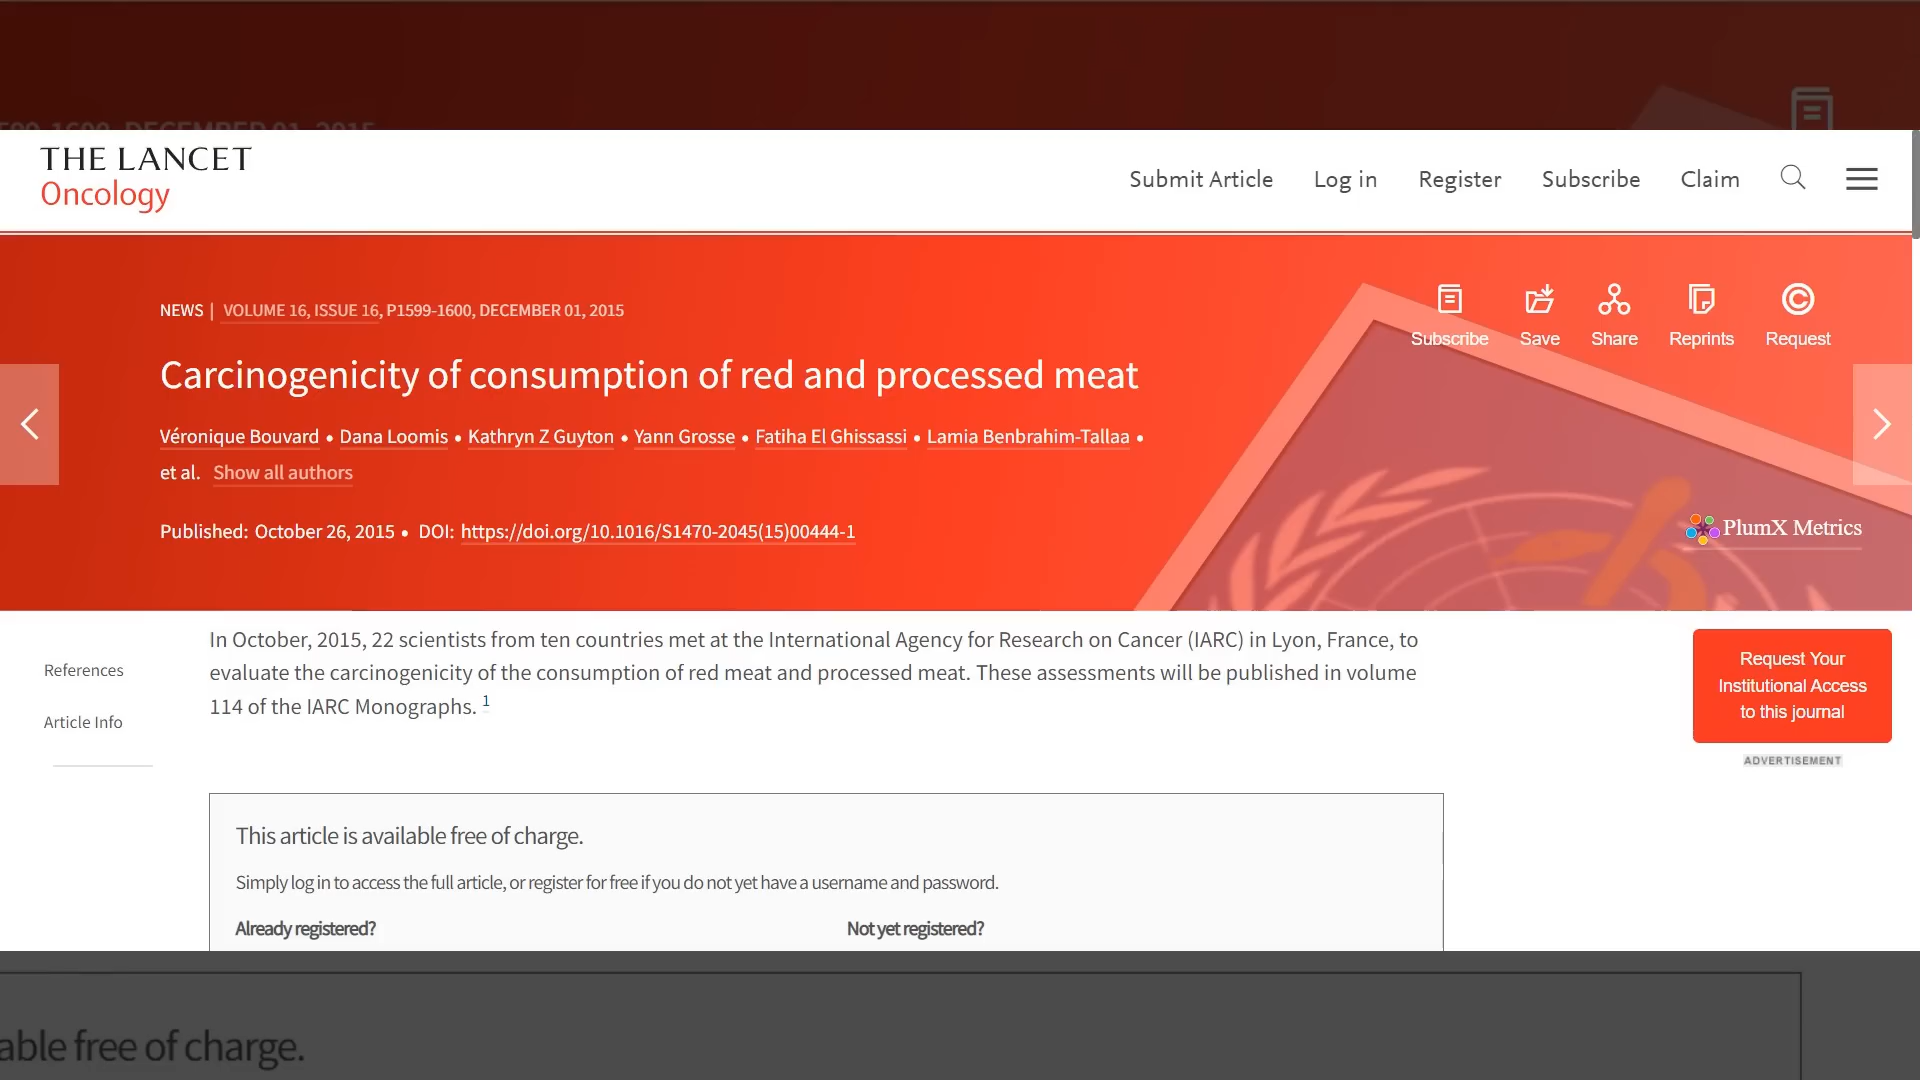 599-1600, DECEMBER 01, 2015
THE LANCET
Oncology
Submit Article Log in Register Subscribe Claim
NEWS | VOLUME 16, ISSUE 16, P1599-1600, DECEMBER 01, 2015
Subscribe Save Share Reprints Request
Carcinogenicity of consumption of red and processed meat
Véronique Bouvard • Dana Loomis • Kathryn Z Guyton • Yann Grosse • Fatiha El Ghissassi • Lamia Benbrahim-Tallaa •
et al. Show all authors
Published: October 26, 2015 • DOI: https://doi.org/10.1016/S1470-2045(15)00444-1
PlumX Metrics
References
Article Info
In October, 2015, 22 scientists from ten countries met at the International Agency for Research on Cancer (IARC) in Lyon, France, to
evaluate the carcinogenicity of the consumption of red meat and processed meat. These assessments will be published in volume
114 of the IARC Monographs. 1
Request Your
Institutional Access
to this journal
ADVERTISEMENT
This article is available free of charge.
Simply log in to access the full article, or register for free if you do not yet have a username and password.
Already registered? Not yet registered?
able free of charge.